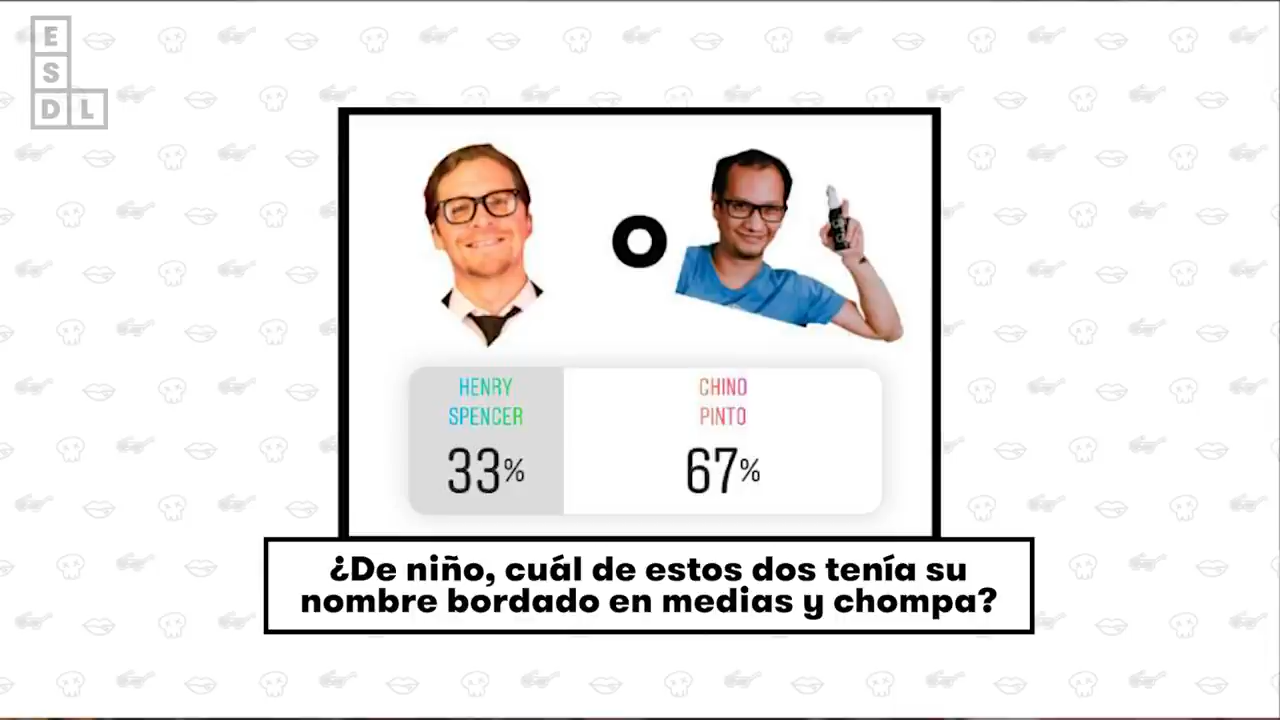 E
S
DL
O
HENRY
SPENCER
33%
CHINO
PINTO
67%
¿De niño, cuál de estos dos tenía su
nombre bordado en medias y chompa?